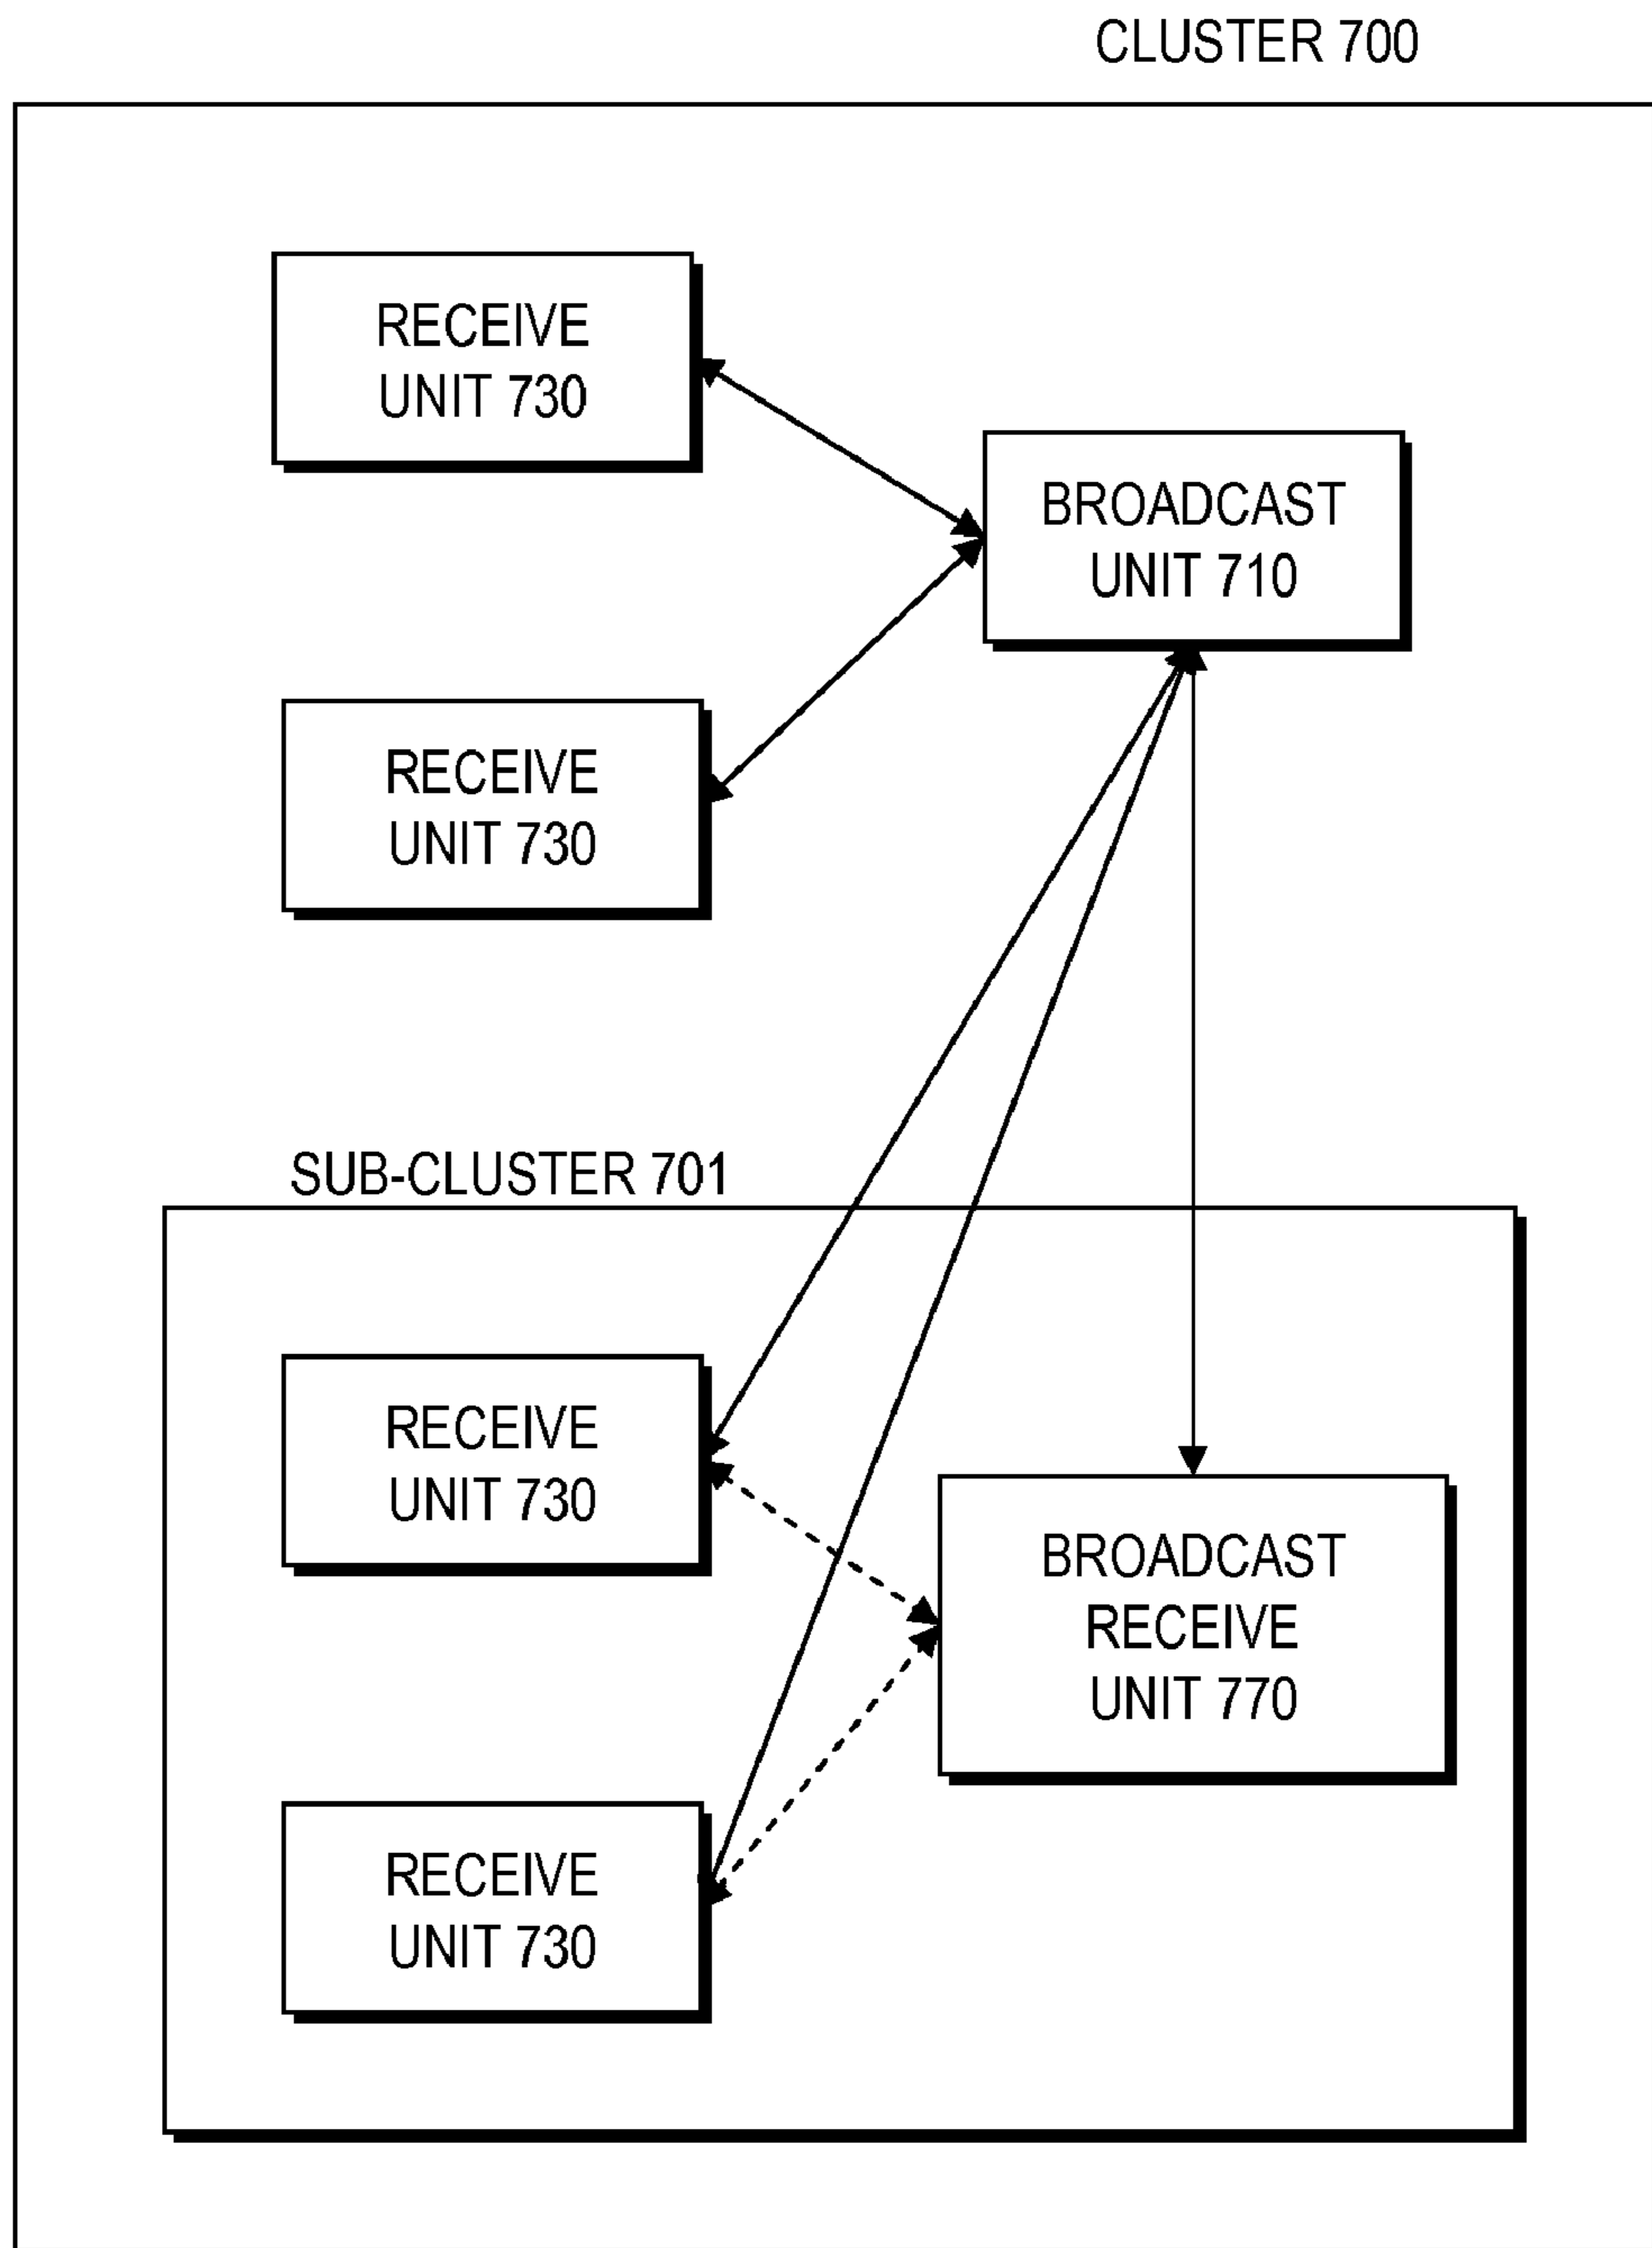 CLUSTER 700
RECEIVE
UNIT 730
BROADCAST
UNIT 710
RECEIVE
UNIT 730
SUB-CLUSTER 701
RECEIVE
UNIT 730
BROADCAST
RECEIVE
UNIT 770
RECEIVE
UNIT 730